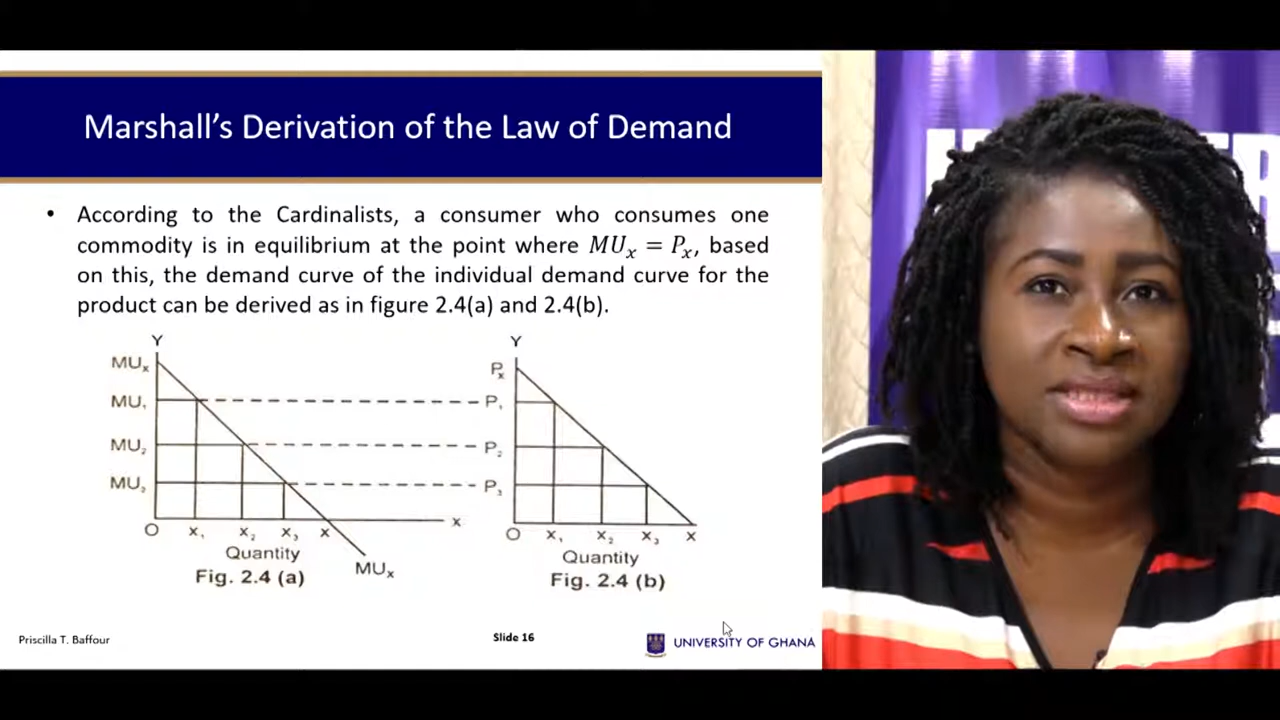 Marshall's Derivation of the Law of Demand
• According to the Cardinalists, a consumer who consumes one
commodity is in equilibrium at the point where MUₓ = Pₓ, based
on this, the demand curve of the individual demand curve for the
product can be derived as in figure 2.4(a) and 2.4(b).
Y
MUₓ
MU₁
MU₂
MU₃
O x₁ x₂ x₃ x x
Quantity
MUₓ
Fig. 2.4 (a)
Y
Pₓ
P₁
P₂
P₃
O x₁ x₂ x₃ x
Quantity
Fig. 2.4 (b)
Priscilla T. Baffour
Slide 16
UNIVERSITY OF GHANA